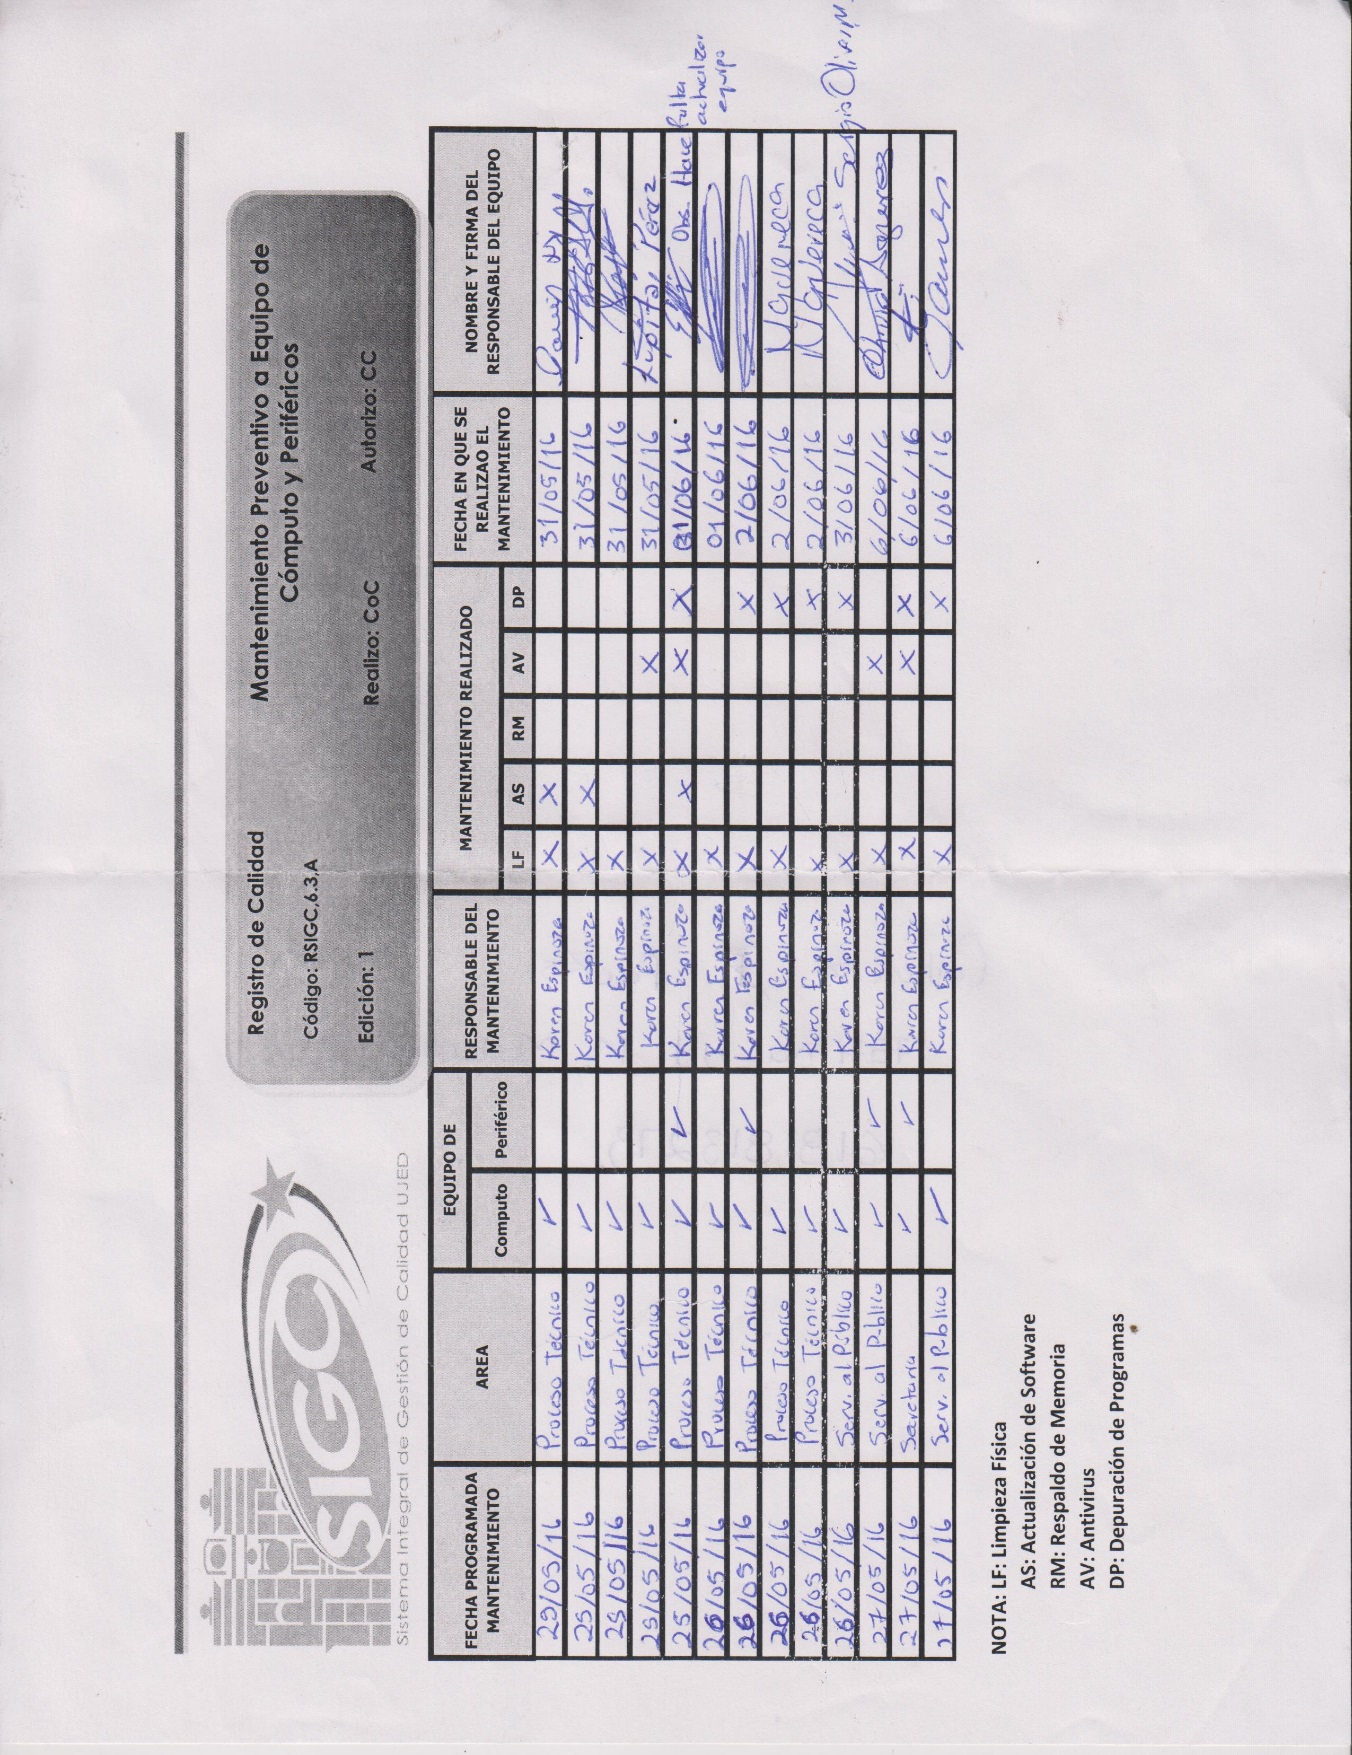 SIGC
Sistema Integral de Gestión de Calidad UJED
Registro de Calidad
Mantenimiento Preventivo a Equipo de
Cómputo y Periféricos
Código: RSIGC,6.3,A
Edición: 1 Realizo: CoC Autorizo: CC
FECHA PROGRAMADA MANTENIMIENTO AREA EQUIPO DE Computo Periférico RESPONSABLE DEL MANTENIMIENTO MANTENIMIENTO REALIZADO LF AS RM AV DP FECHA EN QUE SE REALIZAO EL MANTENIMIENTO NOMBRE Y FIRMA DEL RESPONSABLE DEL EQUIPO
25/05/16 Proceso Técnico ✓ Karen Espinoza X X 31/05/16
25/05/16 Proceso Técnico ✓ Karen Espinoza X X 31/05/16
25/05/16 Proceso Técnico ✓ Karen Espinoza X 31/05/16
25/05/16 Proceso Técnico ✓ Karen Espinoza X X 31/05/16 Lupita Pérez
25/05/16 Proceso Técnico ✓ ✓ Karen Espinoza X X X X 01/06/16 Obs. Hace falta
actualizar
equipo
26/05/16 Proceso Técnico ✓ Karen Espinoza X 01/06/16
26/05/16 Proceso Técnico ✓ ✓ Karen Espinoza X X 2/06/16
26/05/16 Proceso Técnico ✓ Karen Espinoza X X 2/06/16
26/05/16 Proceso Técnico ✓ Karen Espinoza X X 2/06/16
26/05/16 Serv. al Público ✓ Karen Espinoza X X 3/06/16 Sergio
27/05/16 Serv. al Público ✓ ✓ Karen Espinoza X X 6/06/16
27/05/16 Secretaria ✓ ✓ Karen Espinoza X X X 6/06/16
27/05/16 Serv. al Público ✓ Karen Espinoza X X 6/06/16
NOTA: LF: Limpieza Física
AS: Actualización de Software
RM: Respaldo de Memoria
AV: Antivirus
DP: Depuración de Programas